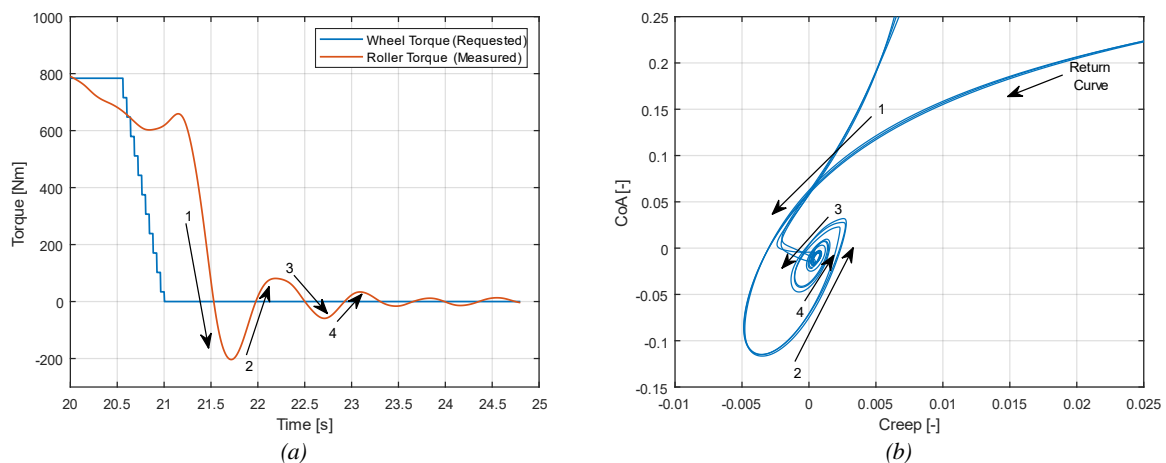 1000
800
600
400
200
0
-200
Torque [Nm]
Wheel Torque (Requested)
Roller Torque (Measured)
1
2
3
4
20 20.5 21 21.5 22 22.5 23 23.5 24 24.5 25
Time [s]
(a)
0.25
0.2
0.15
0.1
0.05
0
-0.05
-0.1
-0.15
CoA [-]
Return
Curve
1
3
4
2
-0.01 -0.005 0 0.005 0.01 0.015 0.02 0.025
Creep [-]
(b)